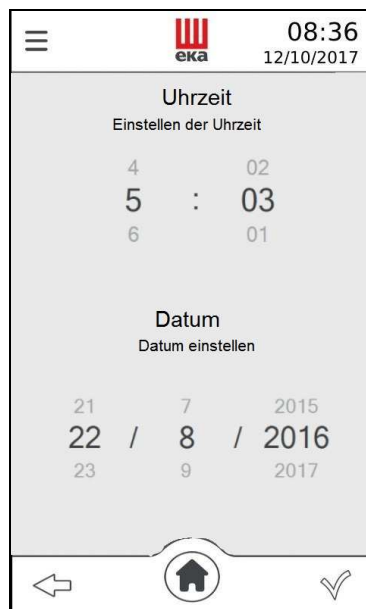 08:36
eka
12/10/2017
Uhrzeit
Einstellen der Uhrzeit
4 02
5 : 03
6 01
Datum
Datum einstellen
21 7 2015
22 / 8 / 2016
23 9 2017